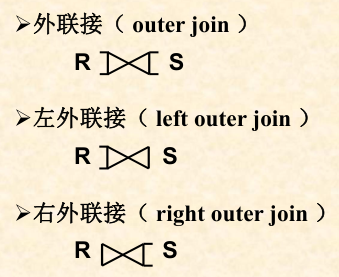 ➢外联接（ outer join ）
R ⟗ S
➢左外联接（ left outer join ）
R ⟕ S
➢右外联接（ right outer join ）
R ⟖ S